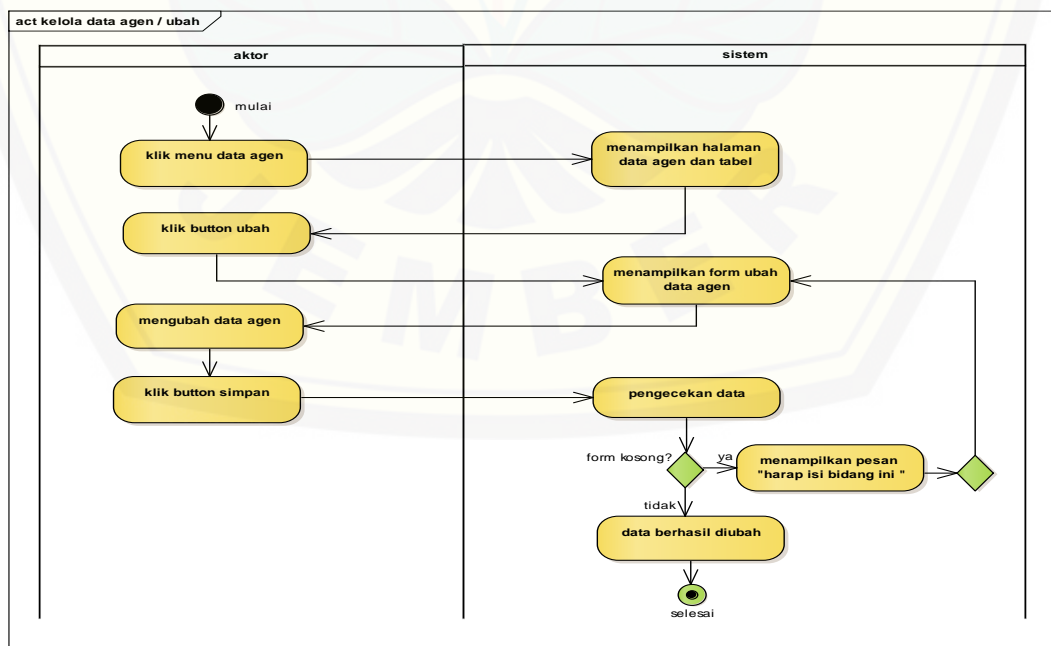 act kelola data agen / ubah
aktor
sistem
mulai
klik menu data agen
menampilkan halaman
data agen dan tabel
klik button ubah
menampilkan form ubah
data agen
mengubah data agen
klik button simpan
pengecekan data
form kosong?
ya
menampilkan pesan
"harap isi bidang ini "
tidak
data berhasil diubah
selesai
JEMBER